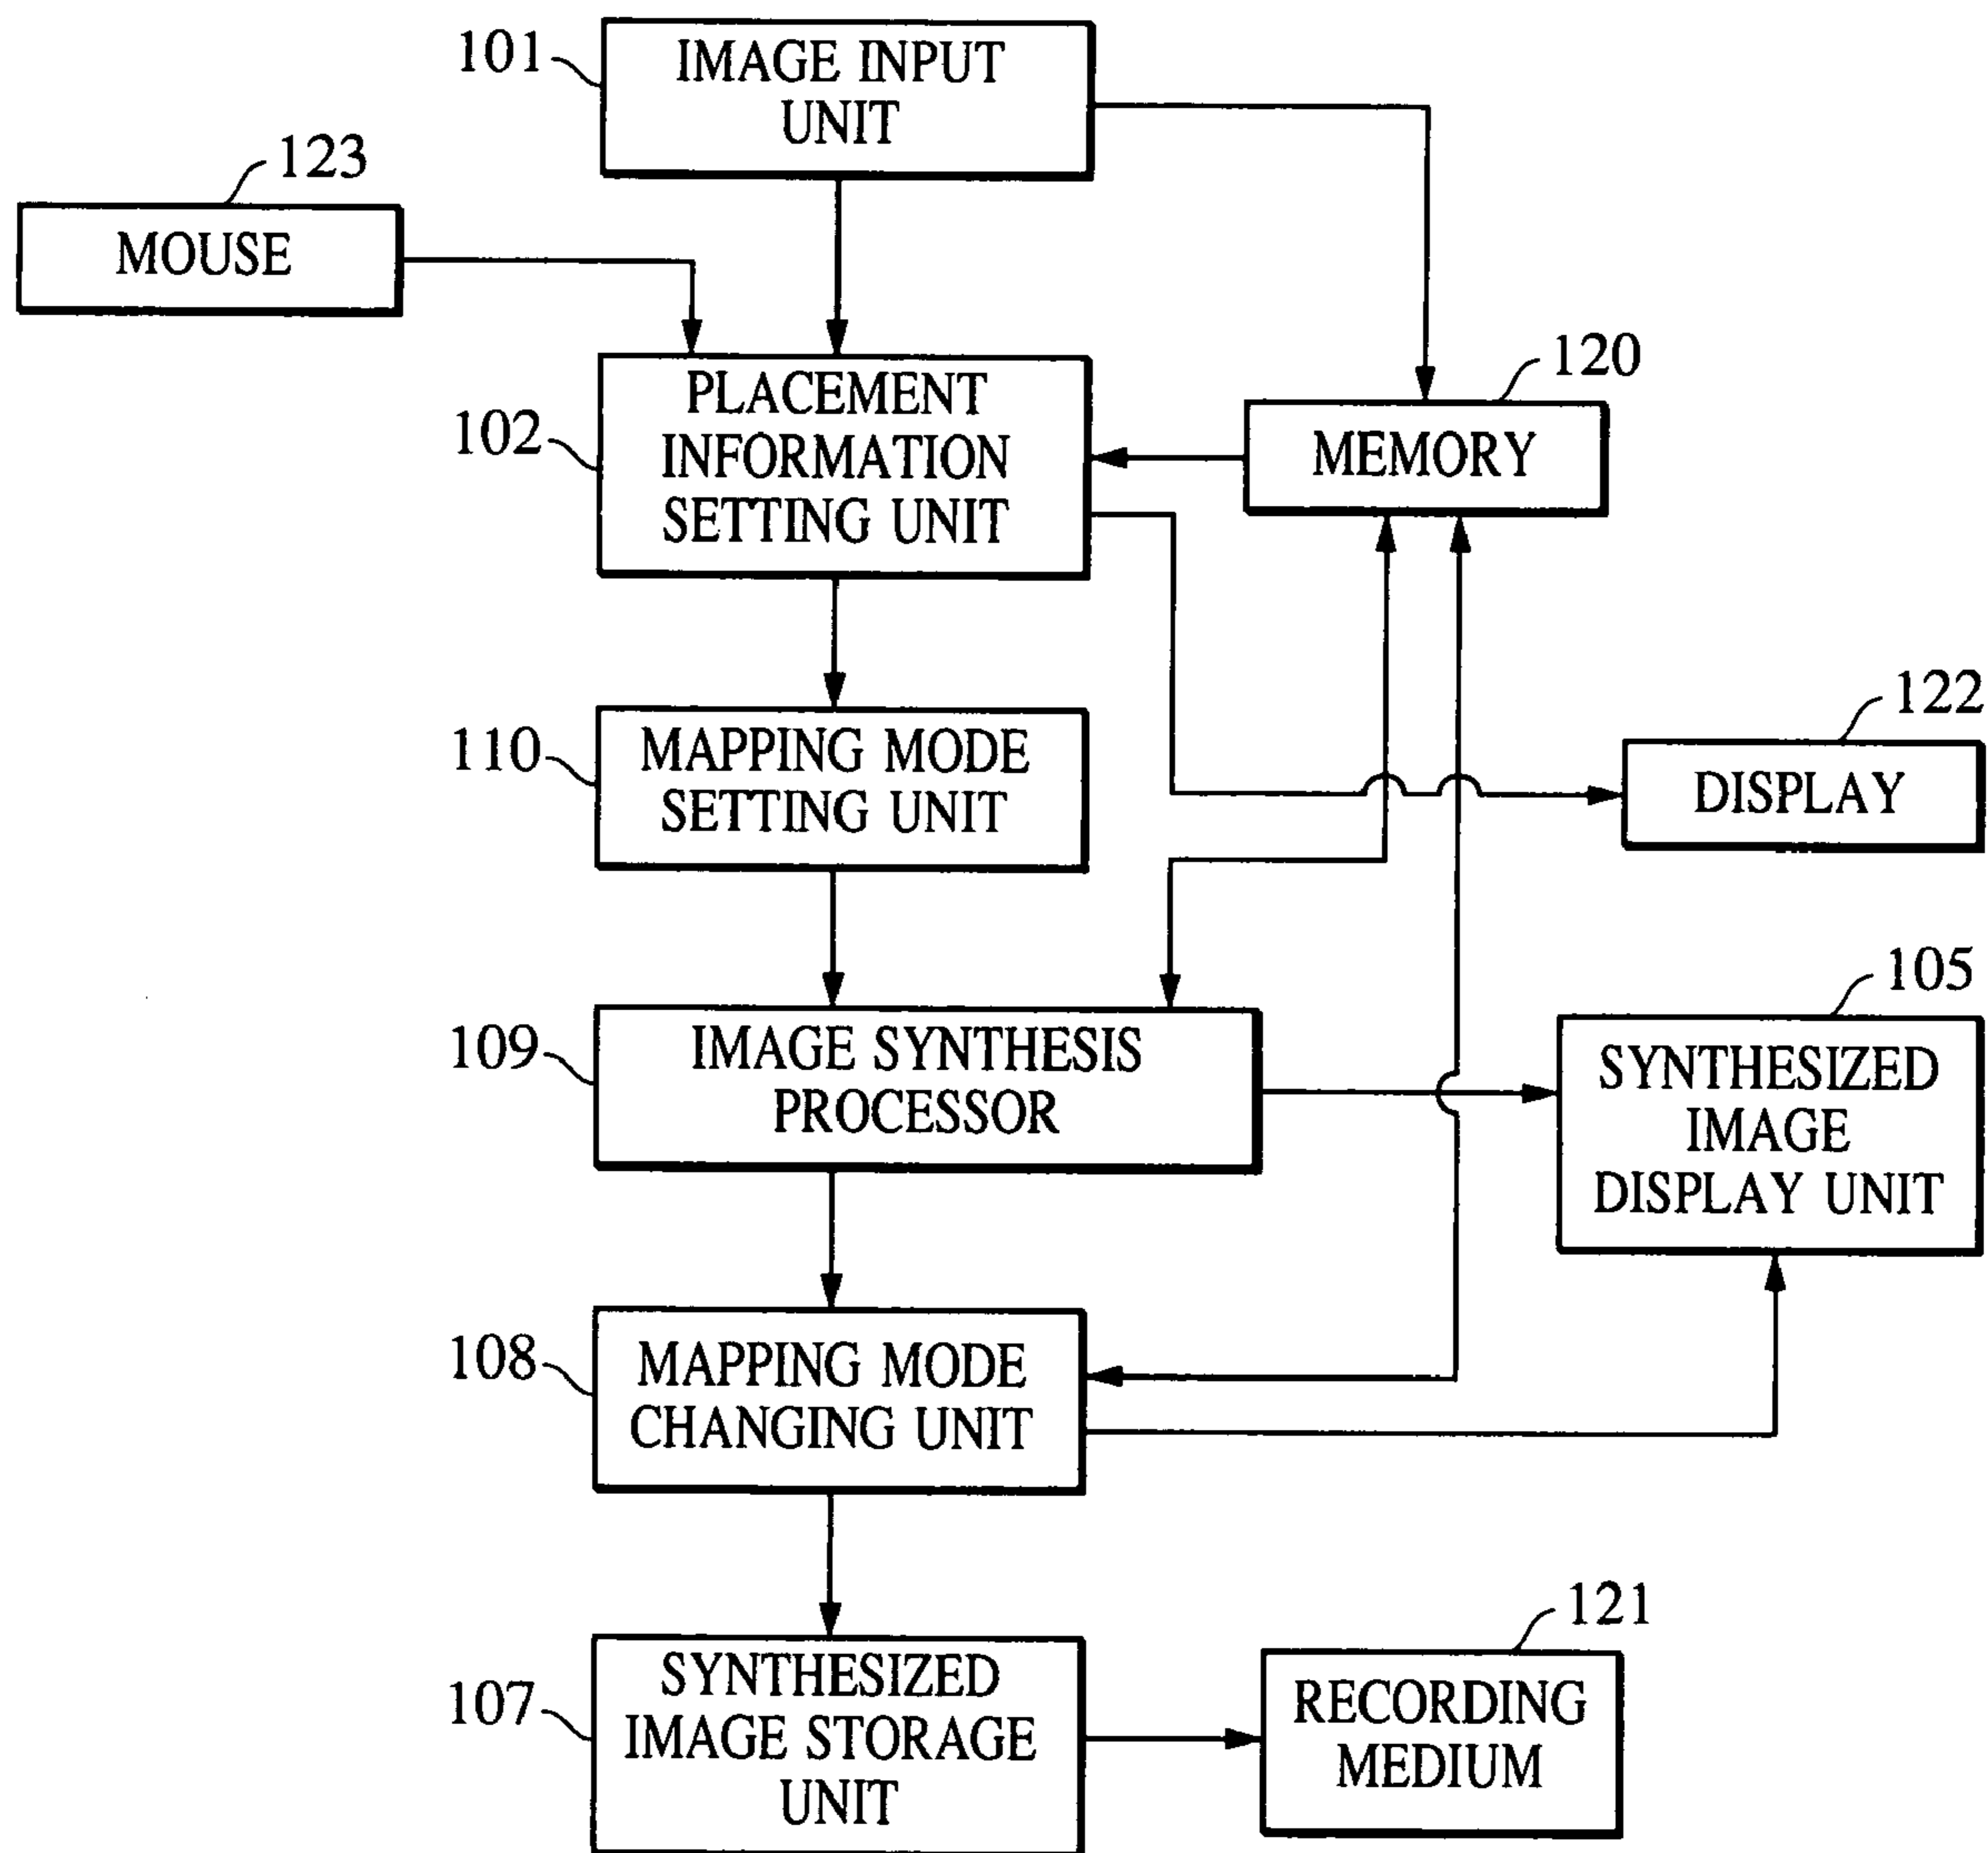 101
IMAGE INPUT
UNIT
123
MOUSE
120
MEMORY
102
PLACEMENT
INFORMATION
SETTING UNIT
122
DISPLAY
110
MAPPING MODE
SETTING UNIT
105
SYNTHESIZED
IMAGE
DISPLAY UNIT
109
IMAGE SYNTHESIS
PROCESSOR
108
MAPPING MODE
CHANGING UNIT
121
RECORDING
MEDIUM
107
SYNTHESIZED
IMAGE STORAGE
UNIT